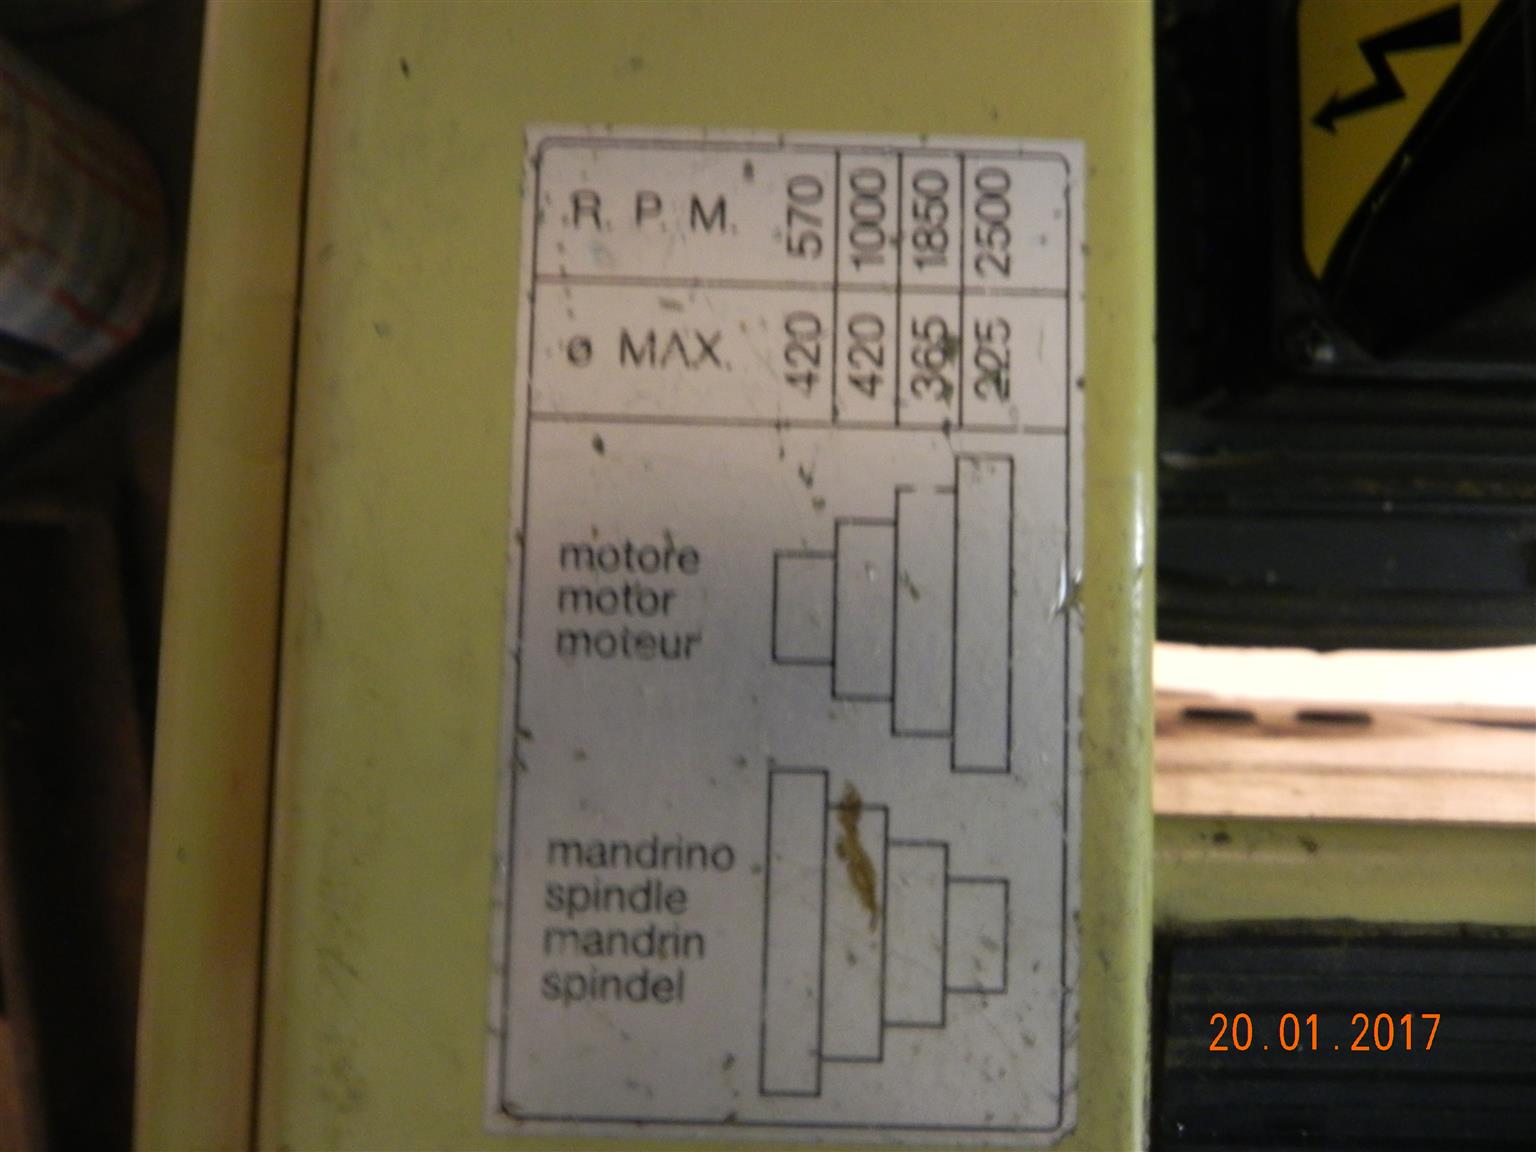 R. P. M. 570 1000 1850 2500
ø MAX. 420 420 365 225
motore
motor
moteur
mandrino
spindle
mandrin
spindel
20.01.2017